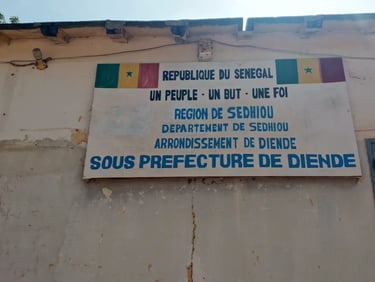 REPUBLIQUE DU SENEGAL
UN PEUPLE - UN BUT - UNE FOI
REGION DE SEDHIOU
DEPARTEMENT DE SEDHIOU
ARRONDISSEMENT DE DIENDE
SOUS PREFECTURE DE DIENDE